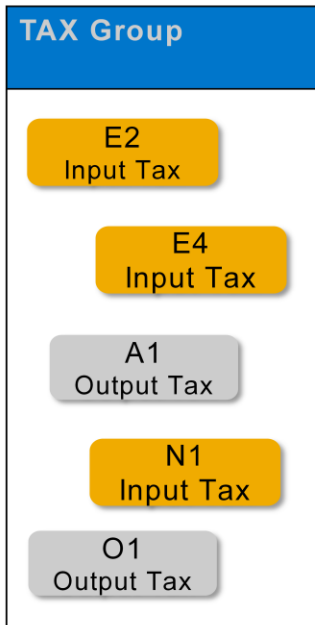 TAX Group
E2
Input Tax
E4
Input Tax
A1
Output Tax
N1
Input Tax
O1
Output Tax